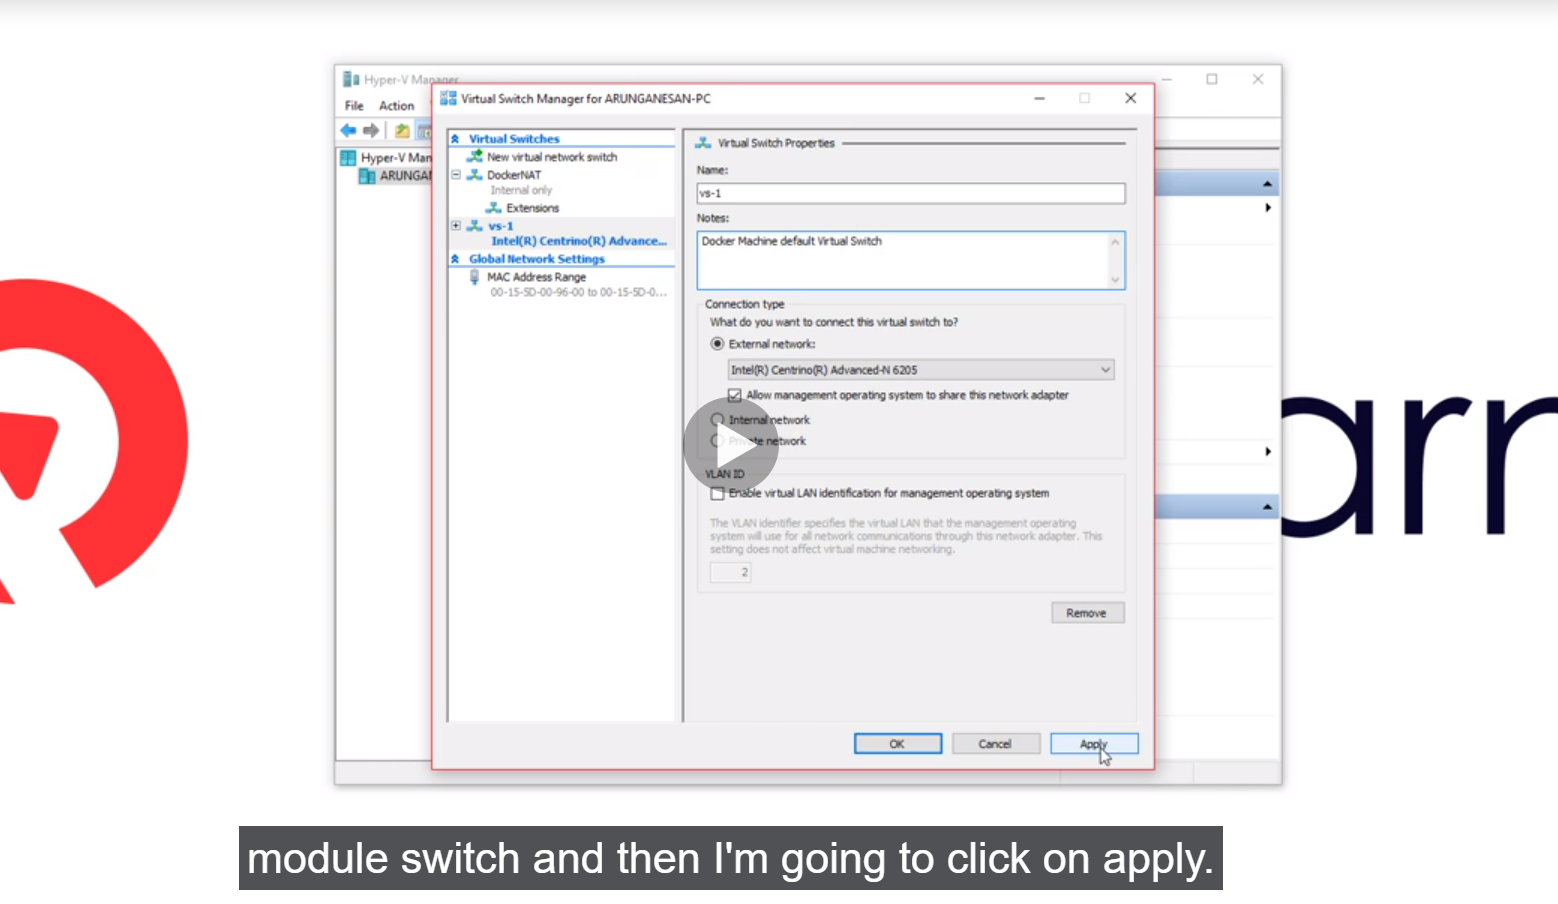 Hyper-V Manager
File Action
Virtual Switch Manager for ARUNGANESAN-PC
Hyper-V Man
ARUNGAN
Virtual Switches
New virtual network switch
DockerNAT
Internal only
Extensions
vs-1
Intel(R) Centrino(R) Advance...
Global Network Settings
MAC Address Range
00-15-5D-00-96-00 to 00-15-5D-0...
Virtual Switch Properties
Name:
vs-1
Notes:
Docker Machine default Virtual Switch
Connection type
What do you want to connect this virtual switch to?
External network:
Intel(R) Centrino(R) Advanced-N 6205
Allow management operating system to share this network adapter
Internal network
Private network
VLAN ID
Enable virtual LAN identification for management operating system
The VLAN identifier specifies the virtual LAN that the management operating
system will use for all network communications through this network adapter. This
setting does not affect virtual machine networking.
2
Remove
OK Cancel Apply
arn
module switch and then I'm going to click on apply.